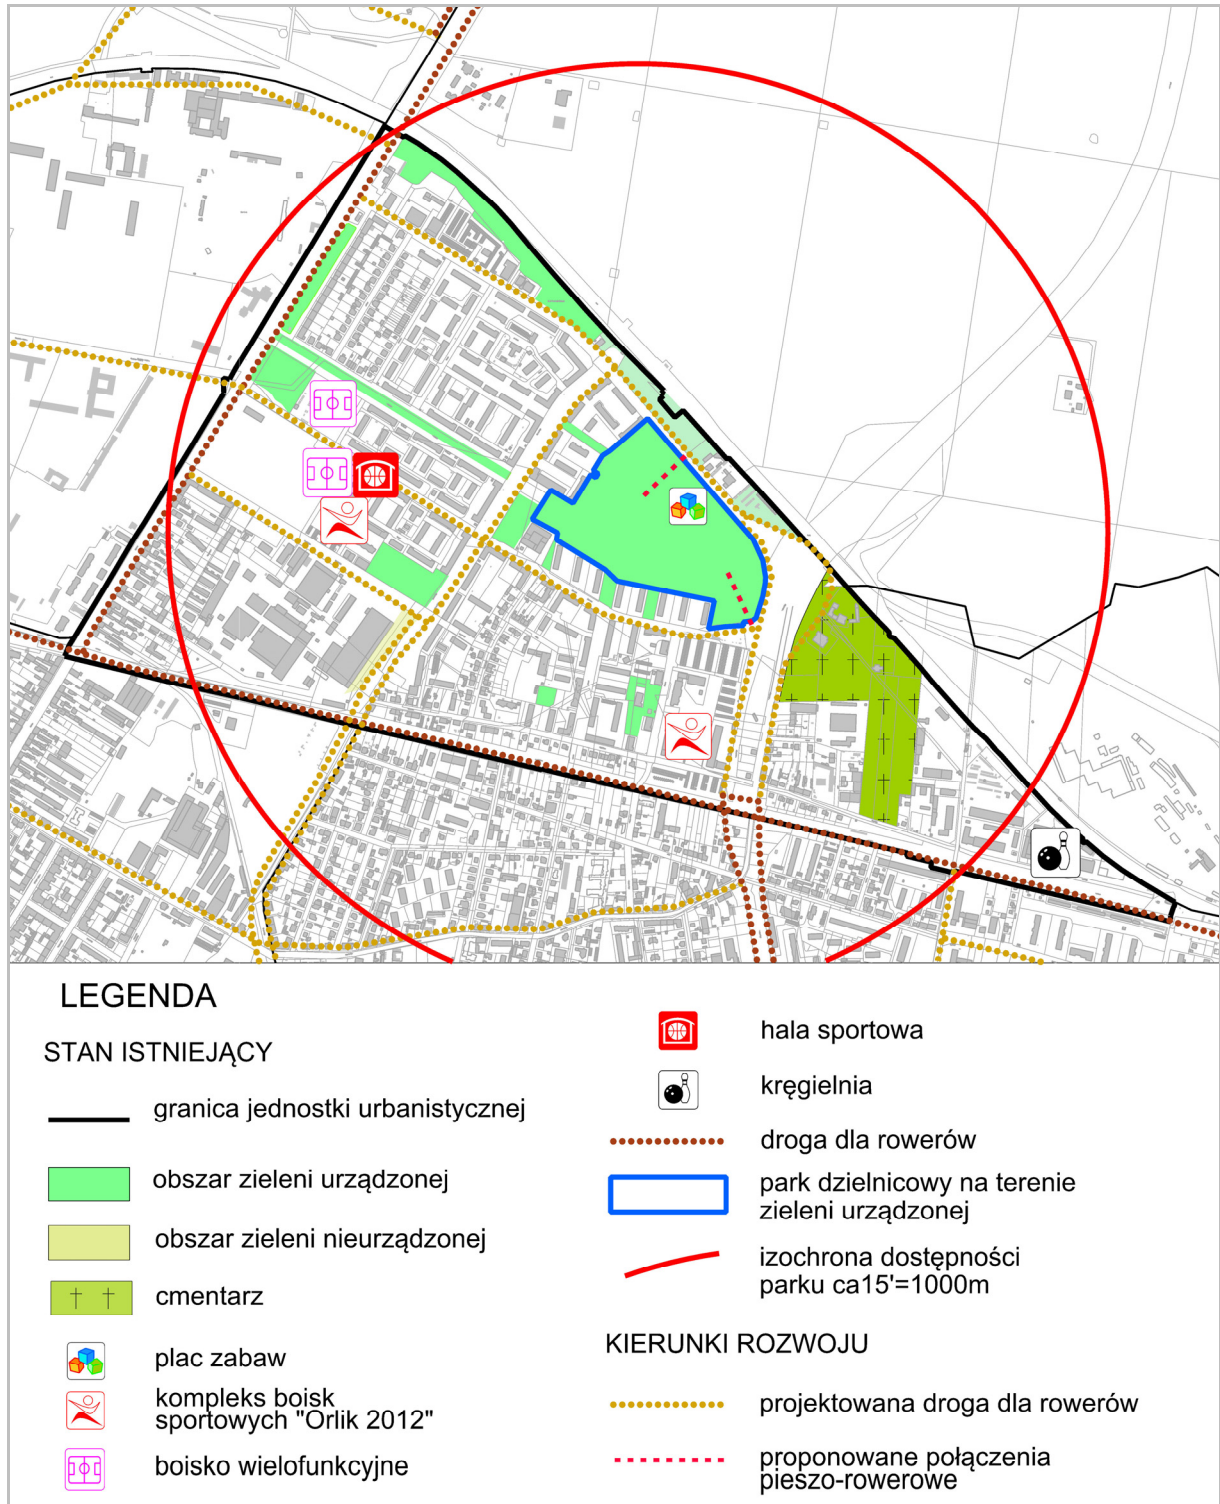 LEGENDA
STAN ISTNIEJĄCY
granica jednostki urbanistycznej
obszar zieleni urządzonej
obszar zieleni nieurządzonej
cmentarz
plac zabaw
kompleks boisk
sportowych "Orlik 2012"
boisko wielofunkcyjne
hala sportowa
kręgielnia
droga dla rowerów
park dzielnicowy na terenie
zieleni urządzonej
izochrona dostępności
parku ca15'=1000m
KIERUNKI ROZWOJU
projektowana droga dla rowerów
proponowane połączenia
pieszo-rowerowe